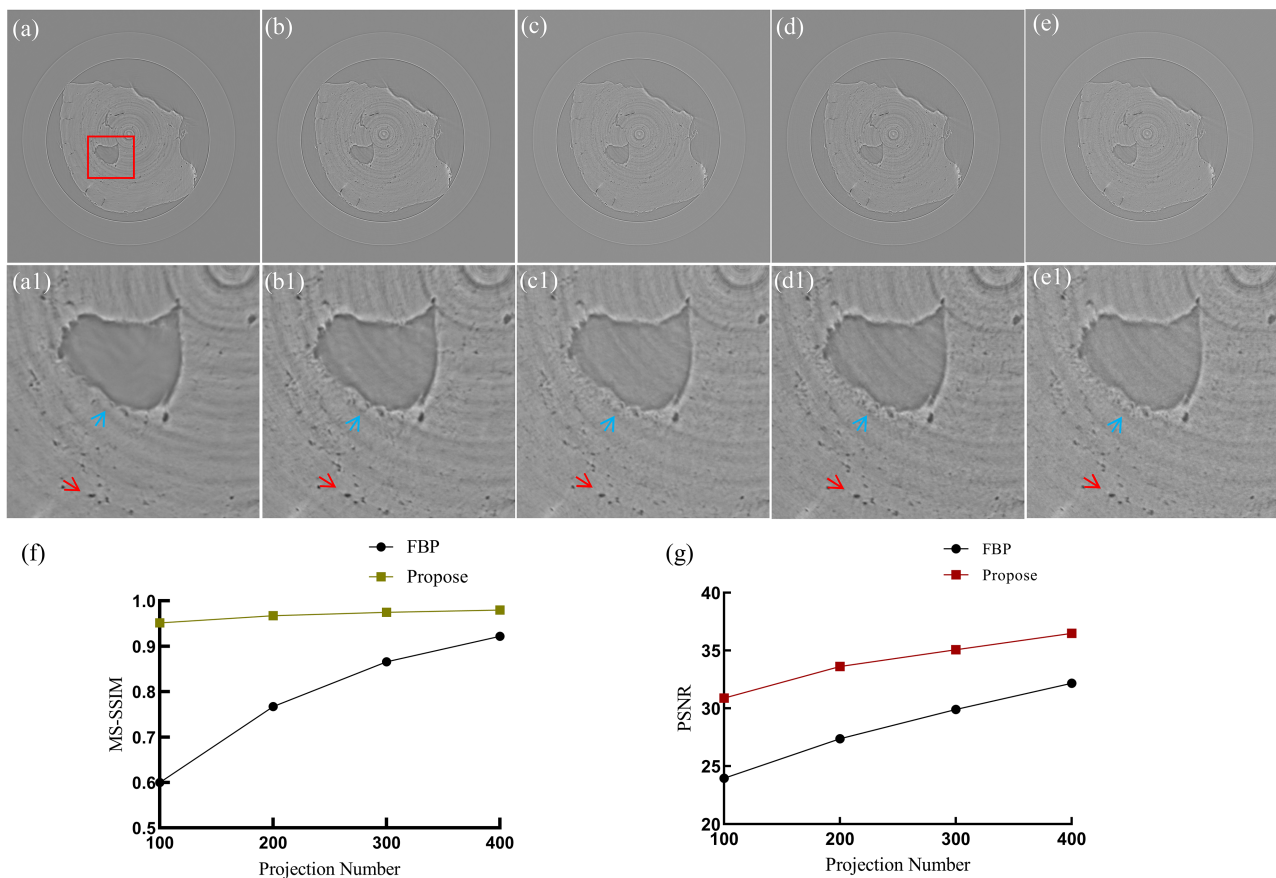 (a) (b) (c) (d) (e)
(a1) (b1) (c1) (d1) (e1)
(f)
FBP
Propose
MS-SSIM
1.0
0.9
0.8
0.7
0.6
0.5
100 200 300 400
Projection Number
(g)
FBP
Propose
PSNR
40
35
30
25
20
100 200 300 400
Projection Number